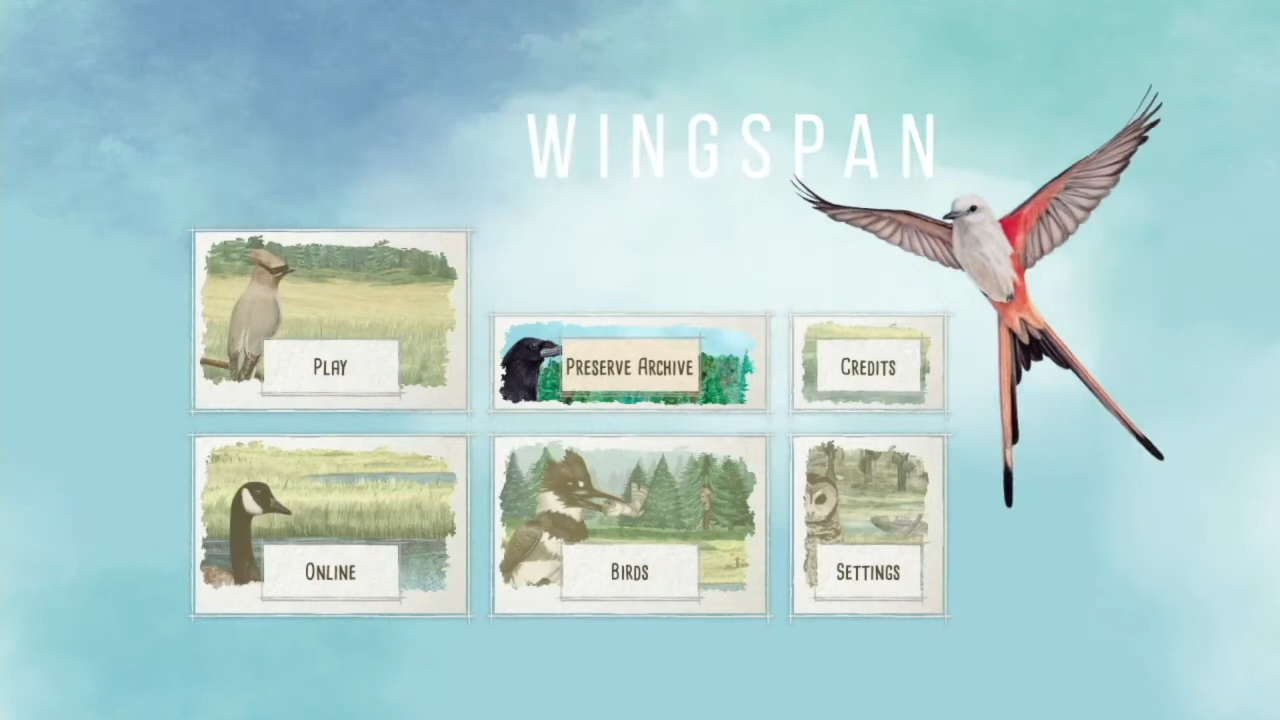 WINGSPAN
PLAY
PRESERVE ARCHIVE
CREDITS
ONLINE
BIRDS
SETTINGS